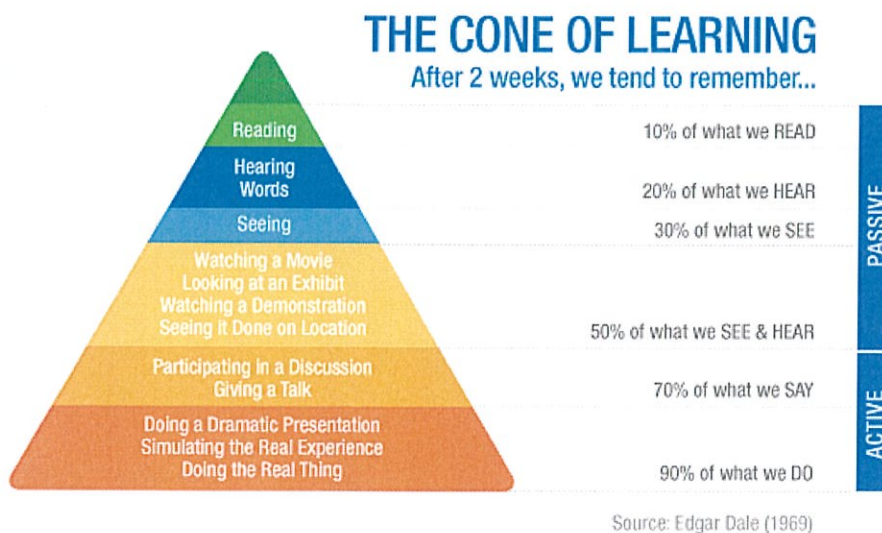 THE CONE OF LEARNING
After 2 weeks, we tend to remember...
Reading
10% of what we READ
Hearing
Words
20% of what we HEAR
Seeing
30% of what we SEE
Watching a Movie
Looking at an Exhibit
Watching a Demonstration
Seeing it Done on Location
50% of what we SEE & HEAR
PASSIVE
Participating in a Discussion
Giving a Talk
70% of what we SAY
Doing a Dramatic Presentation
Simulating the Real Experience
Doing the Real Thing
90% of what we DO
ACTIVE
Source: Edgar Dale (1969)